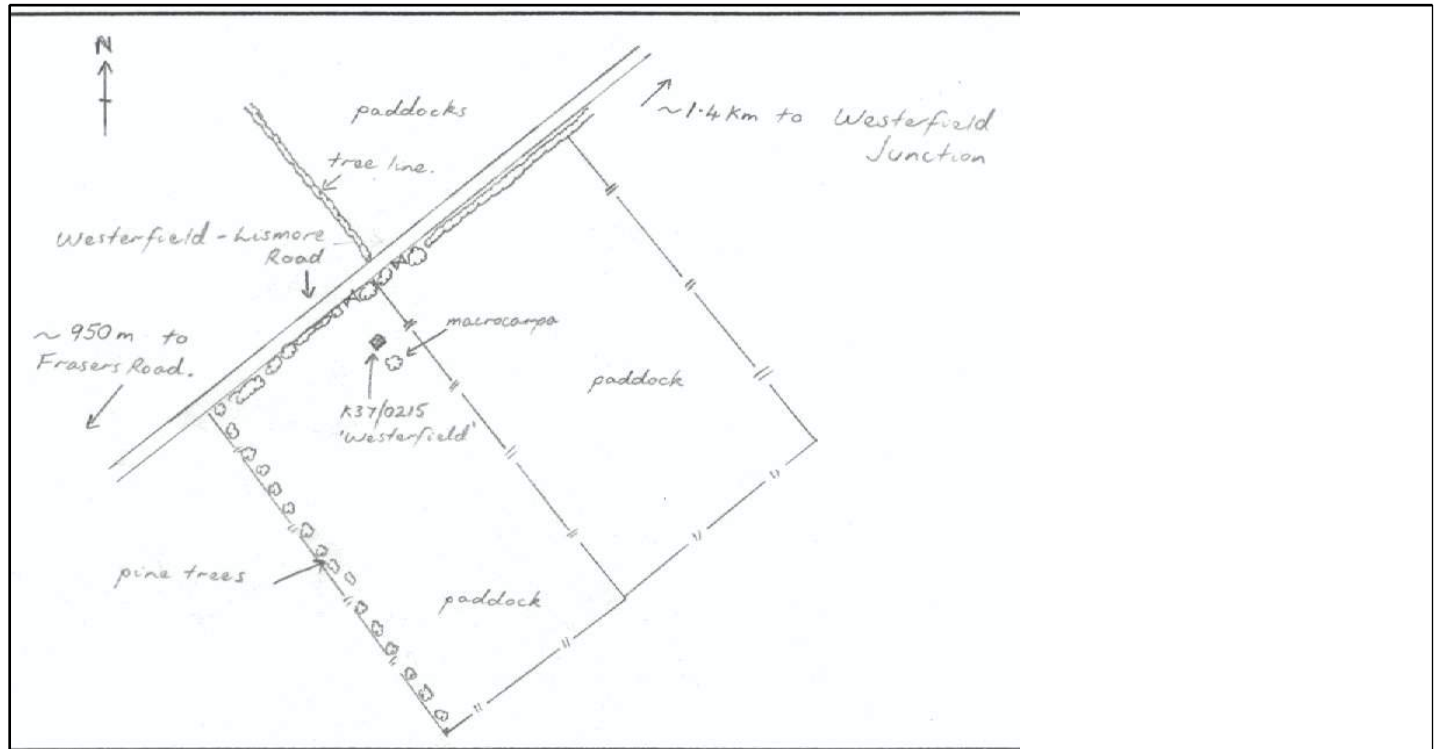 N
paddocks
~1.4 Km to Westerfield
Junction
tree line.
Westerfield - Lismore
Road
macrocarpa
~ 950 m to
Frasers Road.
paddock
K37/0215
'Westerfield'
pine trees
paddock